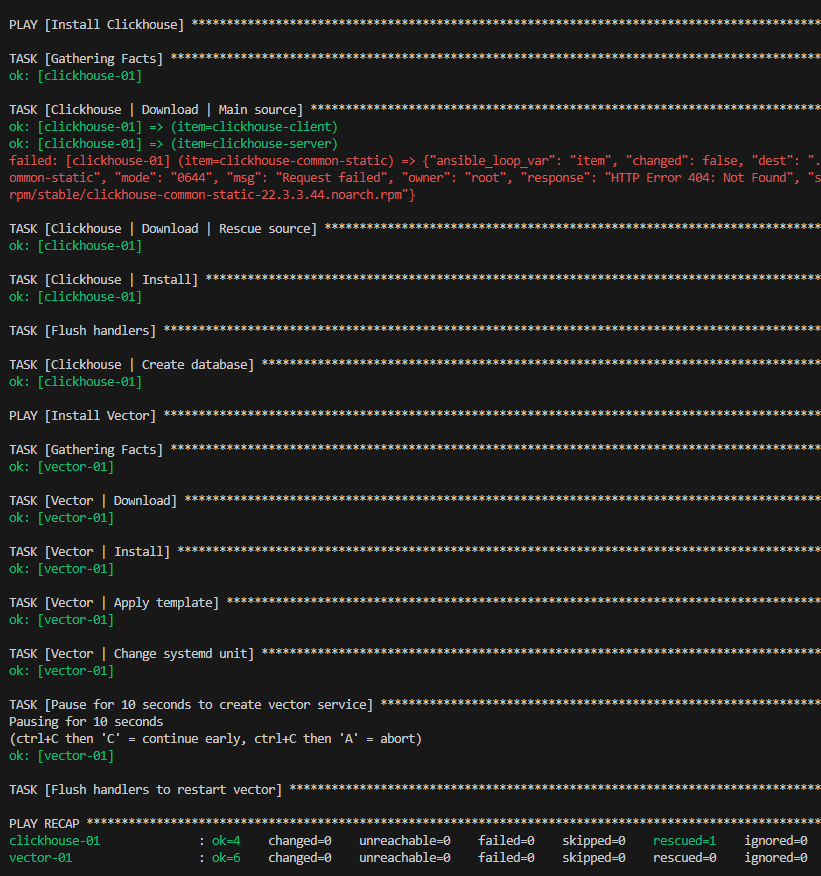 PLAY [Install Clickhouse] ******************************************************************************************
TASK [Gathering Facts] *********************************************************************************************
ok: [clickhouse-01]
TASK [Clickhouse | Download | Main source] *************************************************************************
ok: [clickhouse-01] => (item=clickhouse-client)
ok: [clickhouse-01] => (item=clickhouse-server)
failed: [clickhouse-01] (item=clickhouse-common-static) => {"ansible_loop_var": "item", "changed": false, "dest": ".
ommon-static", "mode": "0644", "msg": "Request failed", "owner": "root", "response": "HTTP Error 404: Not Found", "s
rpm/stable/clickhouse-common-static-22.3.3.44.noarch.rpm"}
TASK [Clickhouse | Download | Rescue source] ***********************************************************************
ok: [clickhouse-01]
TASK [Clickhouse | Install] ****************************************************************************************
ok: [clickhouse-01]
TASK [Flush handlers] **********************************************************************************************
TASK [Clickhouse | Create database] ********************************************************************************
ok: [clickhouse-01]
PLAY [Install Vector] **********************************************************************************************
TASK [Gathering Facts] *********************************************************************************************
ok: [vector-01]
TASK [Vector | Download] *******************************************************************************************
ok: [vector-01]
TASK [Vector | Install] ********************************************************************************************
ok: [vector-01]
TASK [Vector | Apply template] *************************************************************************************
ok: [vector-01]
TASK [Vector | Change systemd unit] ********************************************************************************
ok: [vector-01]
TASK [Pause for 10 seconds to create vector service] ***************************************************************
Pausing for 10 seconds
(ctrl+C then 'C' = continue early, ctrl+C then 'A' = abort)
ok: [vector-01]
TASK [Flush handlers to restart vector] ****************************************************************************
PLAY RECAP *********************************************************************************************************
clickhouse-01              : ok=4    changed=0    unreachable=0    failed=0    skipped=0    rescued=1    ignored=0
vector-01                  : ok=6    changed=0    unreachable=0    failed=0    skipped=0    rescued=0    ignored=0